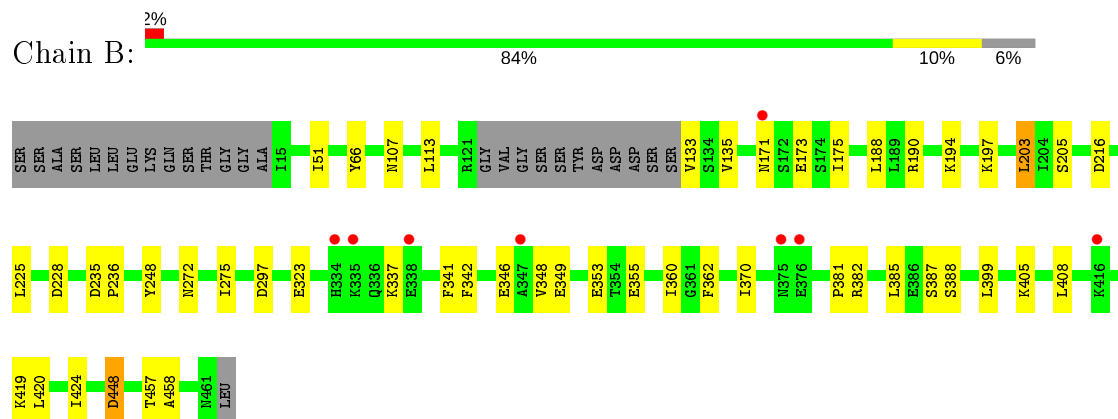 2%
Chain B:
84% 10% 6%
SER SER ALA SER LEU LEU GLU LYS GLN SER THR GLY GLY ALA I15 I51 Y66 N107 L113 R121 GLY VAL GLY SER SER TYR ASP ASP ASP SER SER V133 S134 V135 N171 S172 E173 S174 I175 L188 L189 R190 K194 K197 L203 I204 S205 D216
L225 D228 D235 P236 Y248 N272 I275 D297 E323 H334 K335 Q336 K337 E338 F341 F342 E346 A347 V348 E349 E353 T354 E355 I360 G361 F362 I370 N375 E376 P381 R382 L385 E386 S387 S388 L399 K405 L408 K416
K419 L420 I424 D448 T457 A458 N461 LEU